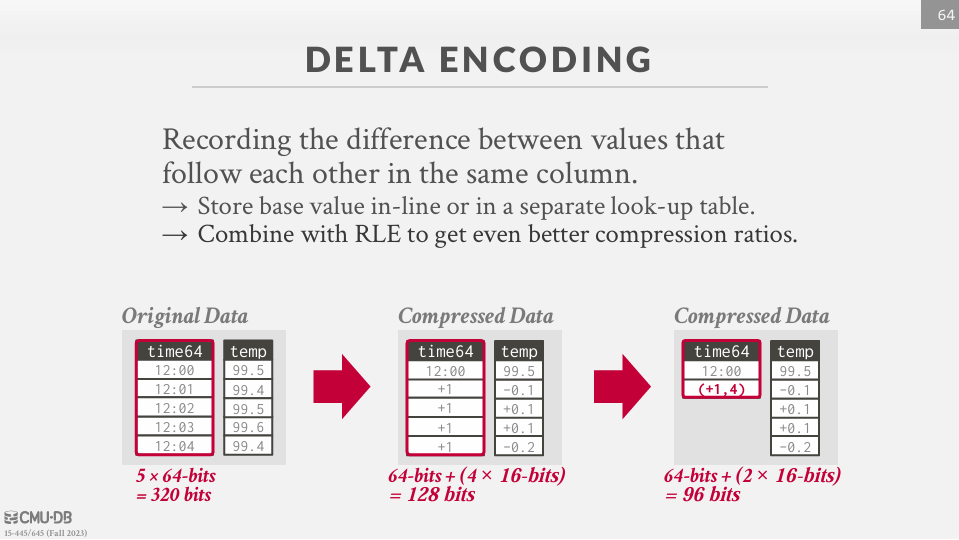 64
DELTA ENCODING
Recording the difference between values that
follow each other in the same column.
→ Store base value in-line or in a separate look-up table.
→ Combine with RLE to get even better compression ratios.
Original Data
time64 temp
12:00 99.5
12:01 99.4
12:02 99.5
12:03 99.6
12:04 99.4
5 × 64-bits
= 320 bits
Compressed Data
time64 temp
12:00 99.5
+1 -0.1
+1 +0.1
+1 +0.1
+1 -0.2
64-bits + (4 × 16-bits)
= 128 bits
Compressed Data
time64 temp
12:00 99.5
(+1,4) -0.1
+0.1
+0.1
-0.2
64-bits + (2 × 16-bits)
= 96 bits
CMU·DB
15-445/645 (Fall 2023)